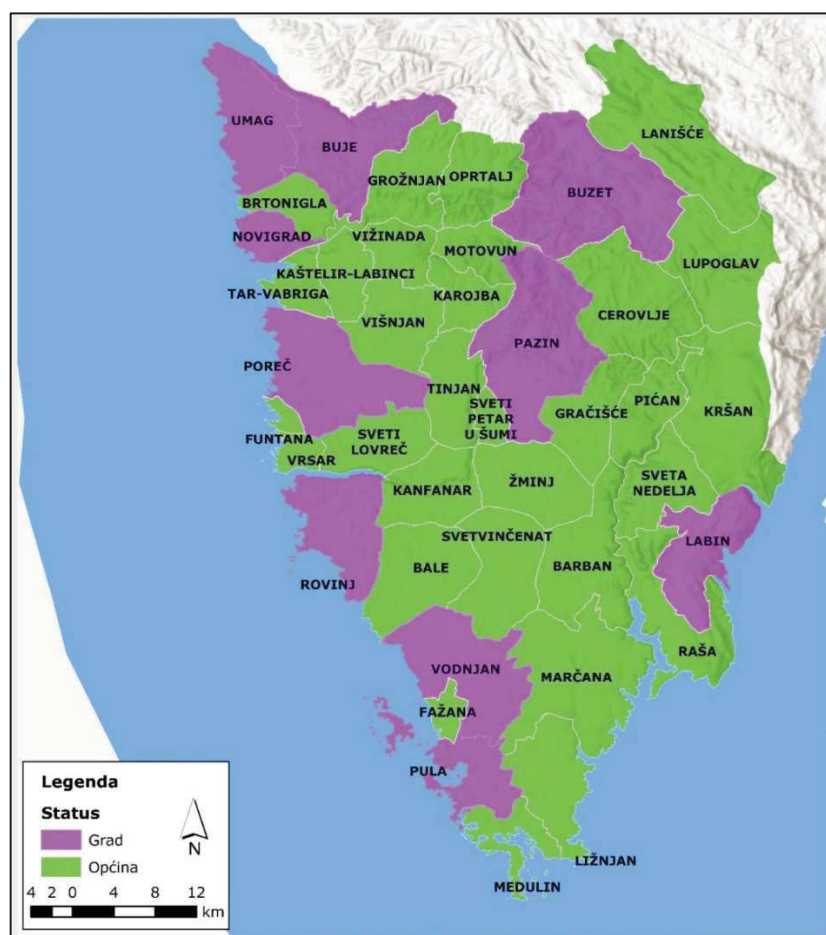 UMAG
BUJE
LANIŠĆE
GROŽNJAN
OPRTALJ
BUZET
BRTONIGLA
NOVIGRAD
VIŽINADA
MOTOVUN
LUPOGLAV
KAŠTELIR-LABINCI
TAR-VABRIGA
KAROJBA
CEROVLJE
VIŠNJAN
PAZIN
POREČ
TINJAN
SVETI
PETAR
U ŠUMI
GRAČIŠĆE
PIĆAN
KRŠAN
FUNTANA
SVETI
LOVREČ
VRSAR
KANFANAR
ŽMINJ
SVETA
NEDELJA
SVETVINČENAT
LABIN
BALE
BARBAN
ROVINJ
RAŠA
VODNJAN
MARČANA
FAŽANA
PULA
LIŽNJAN
MEDULIN
Legenda
Status
Grad
Općina
N
4 2 0 4 8 12
km